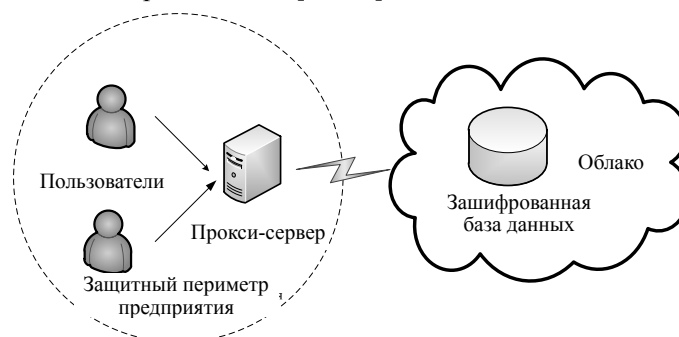 Пользователи
Прокси-сервер
Защитный периметр
предприятия
Облако
Зашифрованная
база данных